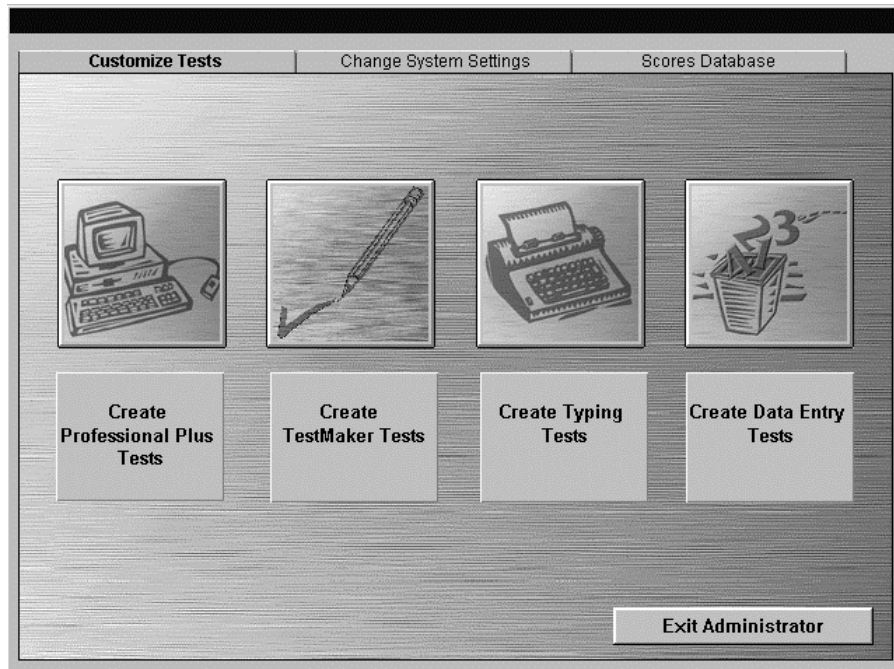 Customize Tests
Change System Settings
Scores Database
23
Create
Professional Plus
Tests
Create
TestMaker Tests
Create Typing
Tests
Create Data Entry
Tests
Exit Administrator